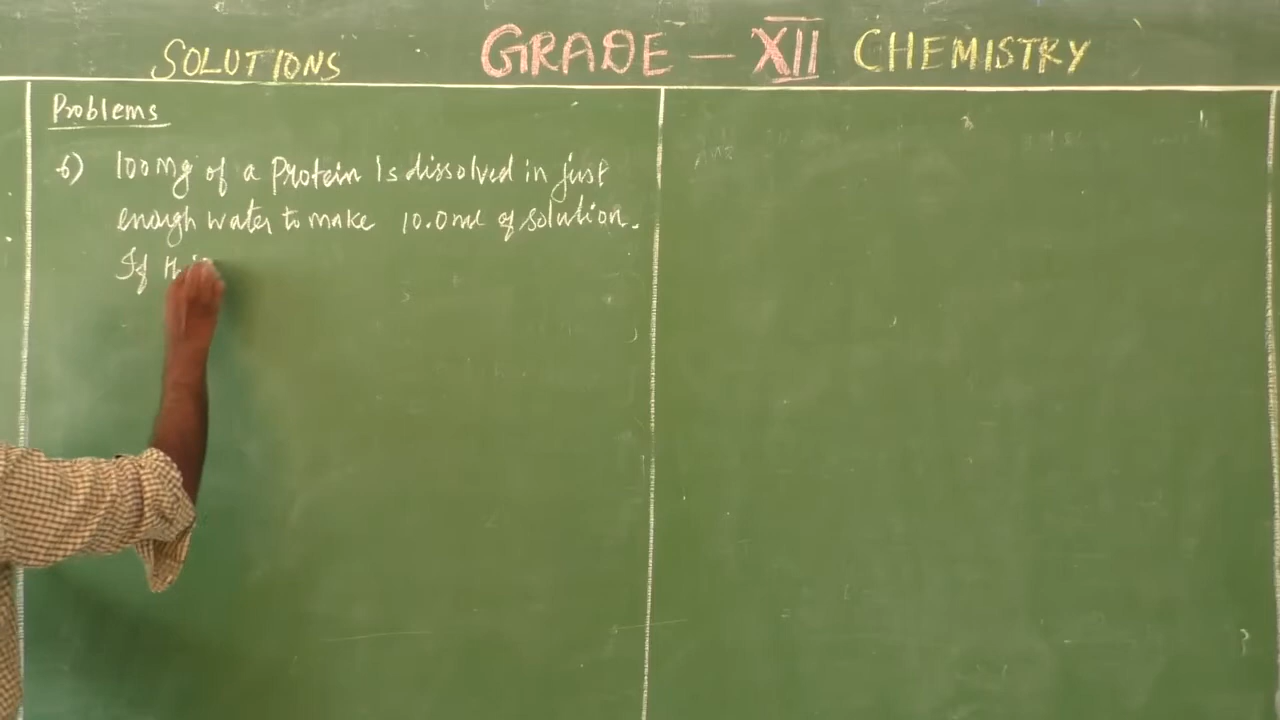 SOLUTIONS
GRADE — XII CHEMISTRY
Problems
6) 100mg of a Protein is dissolved in just
enough water to make 10.0ml of solution.
If